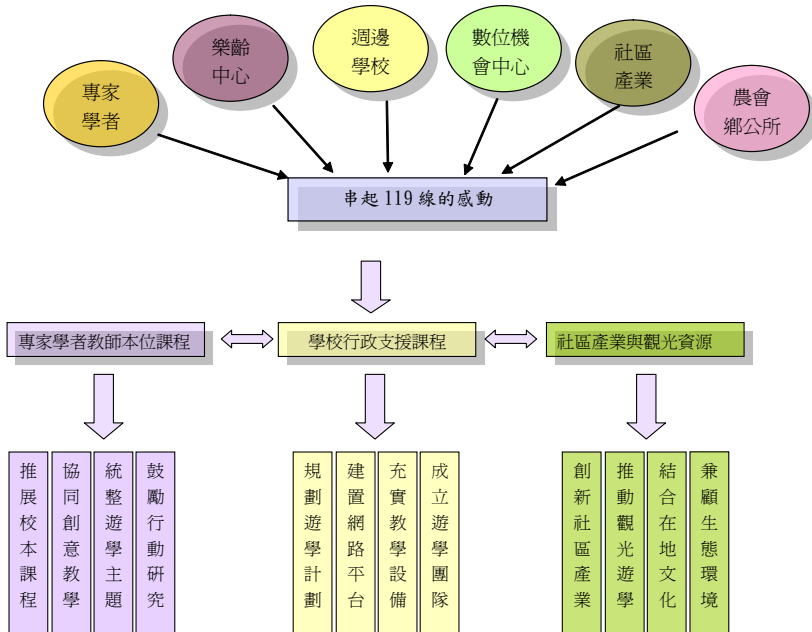 專家
學者
樂齡
中心
週邊
學校
數位機
會中心
社區
產業
農會
鄉公所
串起 119 線的感動
專家學者教師本位課程
學校行政支援課程
社區產業與觀光資源
推展校本課程
協同創意教學
統整遊學主題
鼓勵行動研究
規劃遊學計劃
建置網路平台
充實教學設備
成立遊學團隊
創新社區產業
推動觀光遊學
結合在地文化
兼顧生態環境